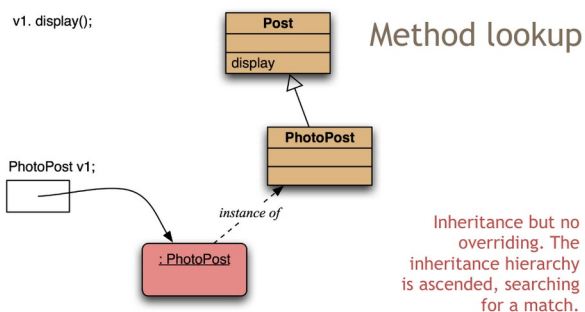 v1. display();
Post
display
Method lookup
PhotoPost
PhotoPost v1;
instance of
: PhotoPost
Inheritance but no
overriding. The
inheritance hierarchy
is ascended, searching
for a match.